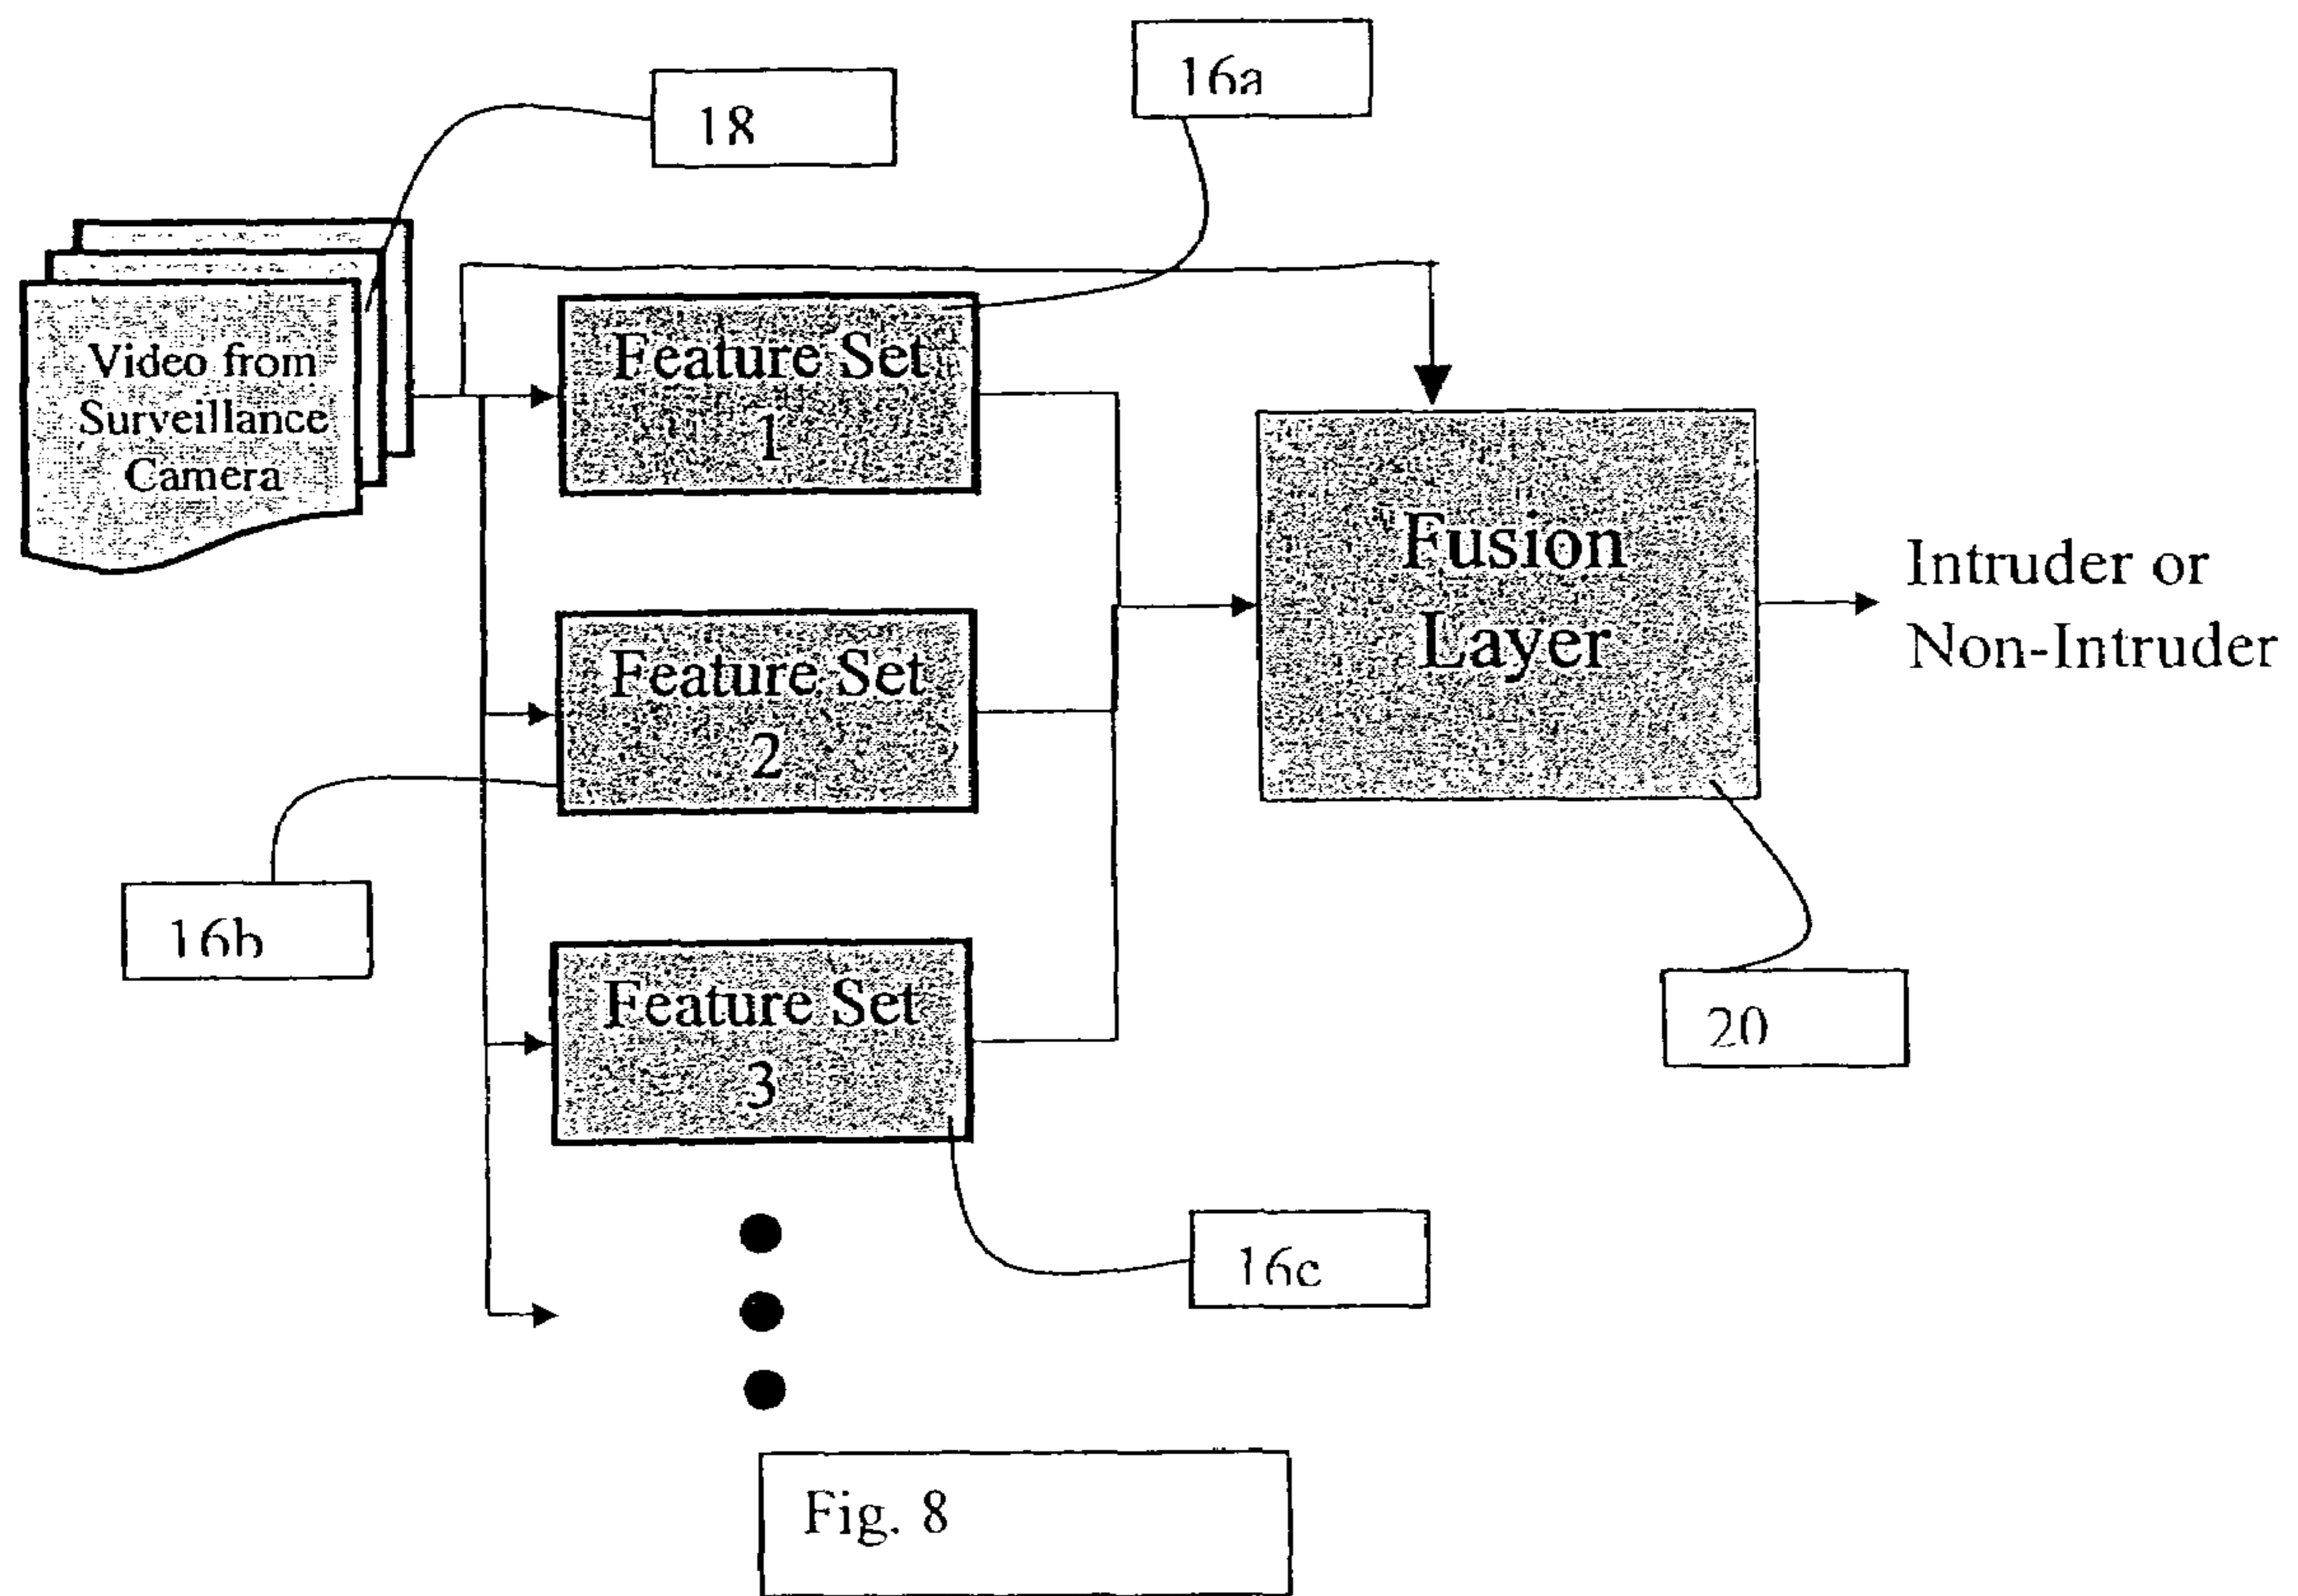 16a
18
Video from
Surveillance
Camera
Feature Set
1
Fusion
Layer
Intruder or
Non-Intruder
Feature Set
2
16b
Feature Set
3
20
16c
Fig. 8